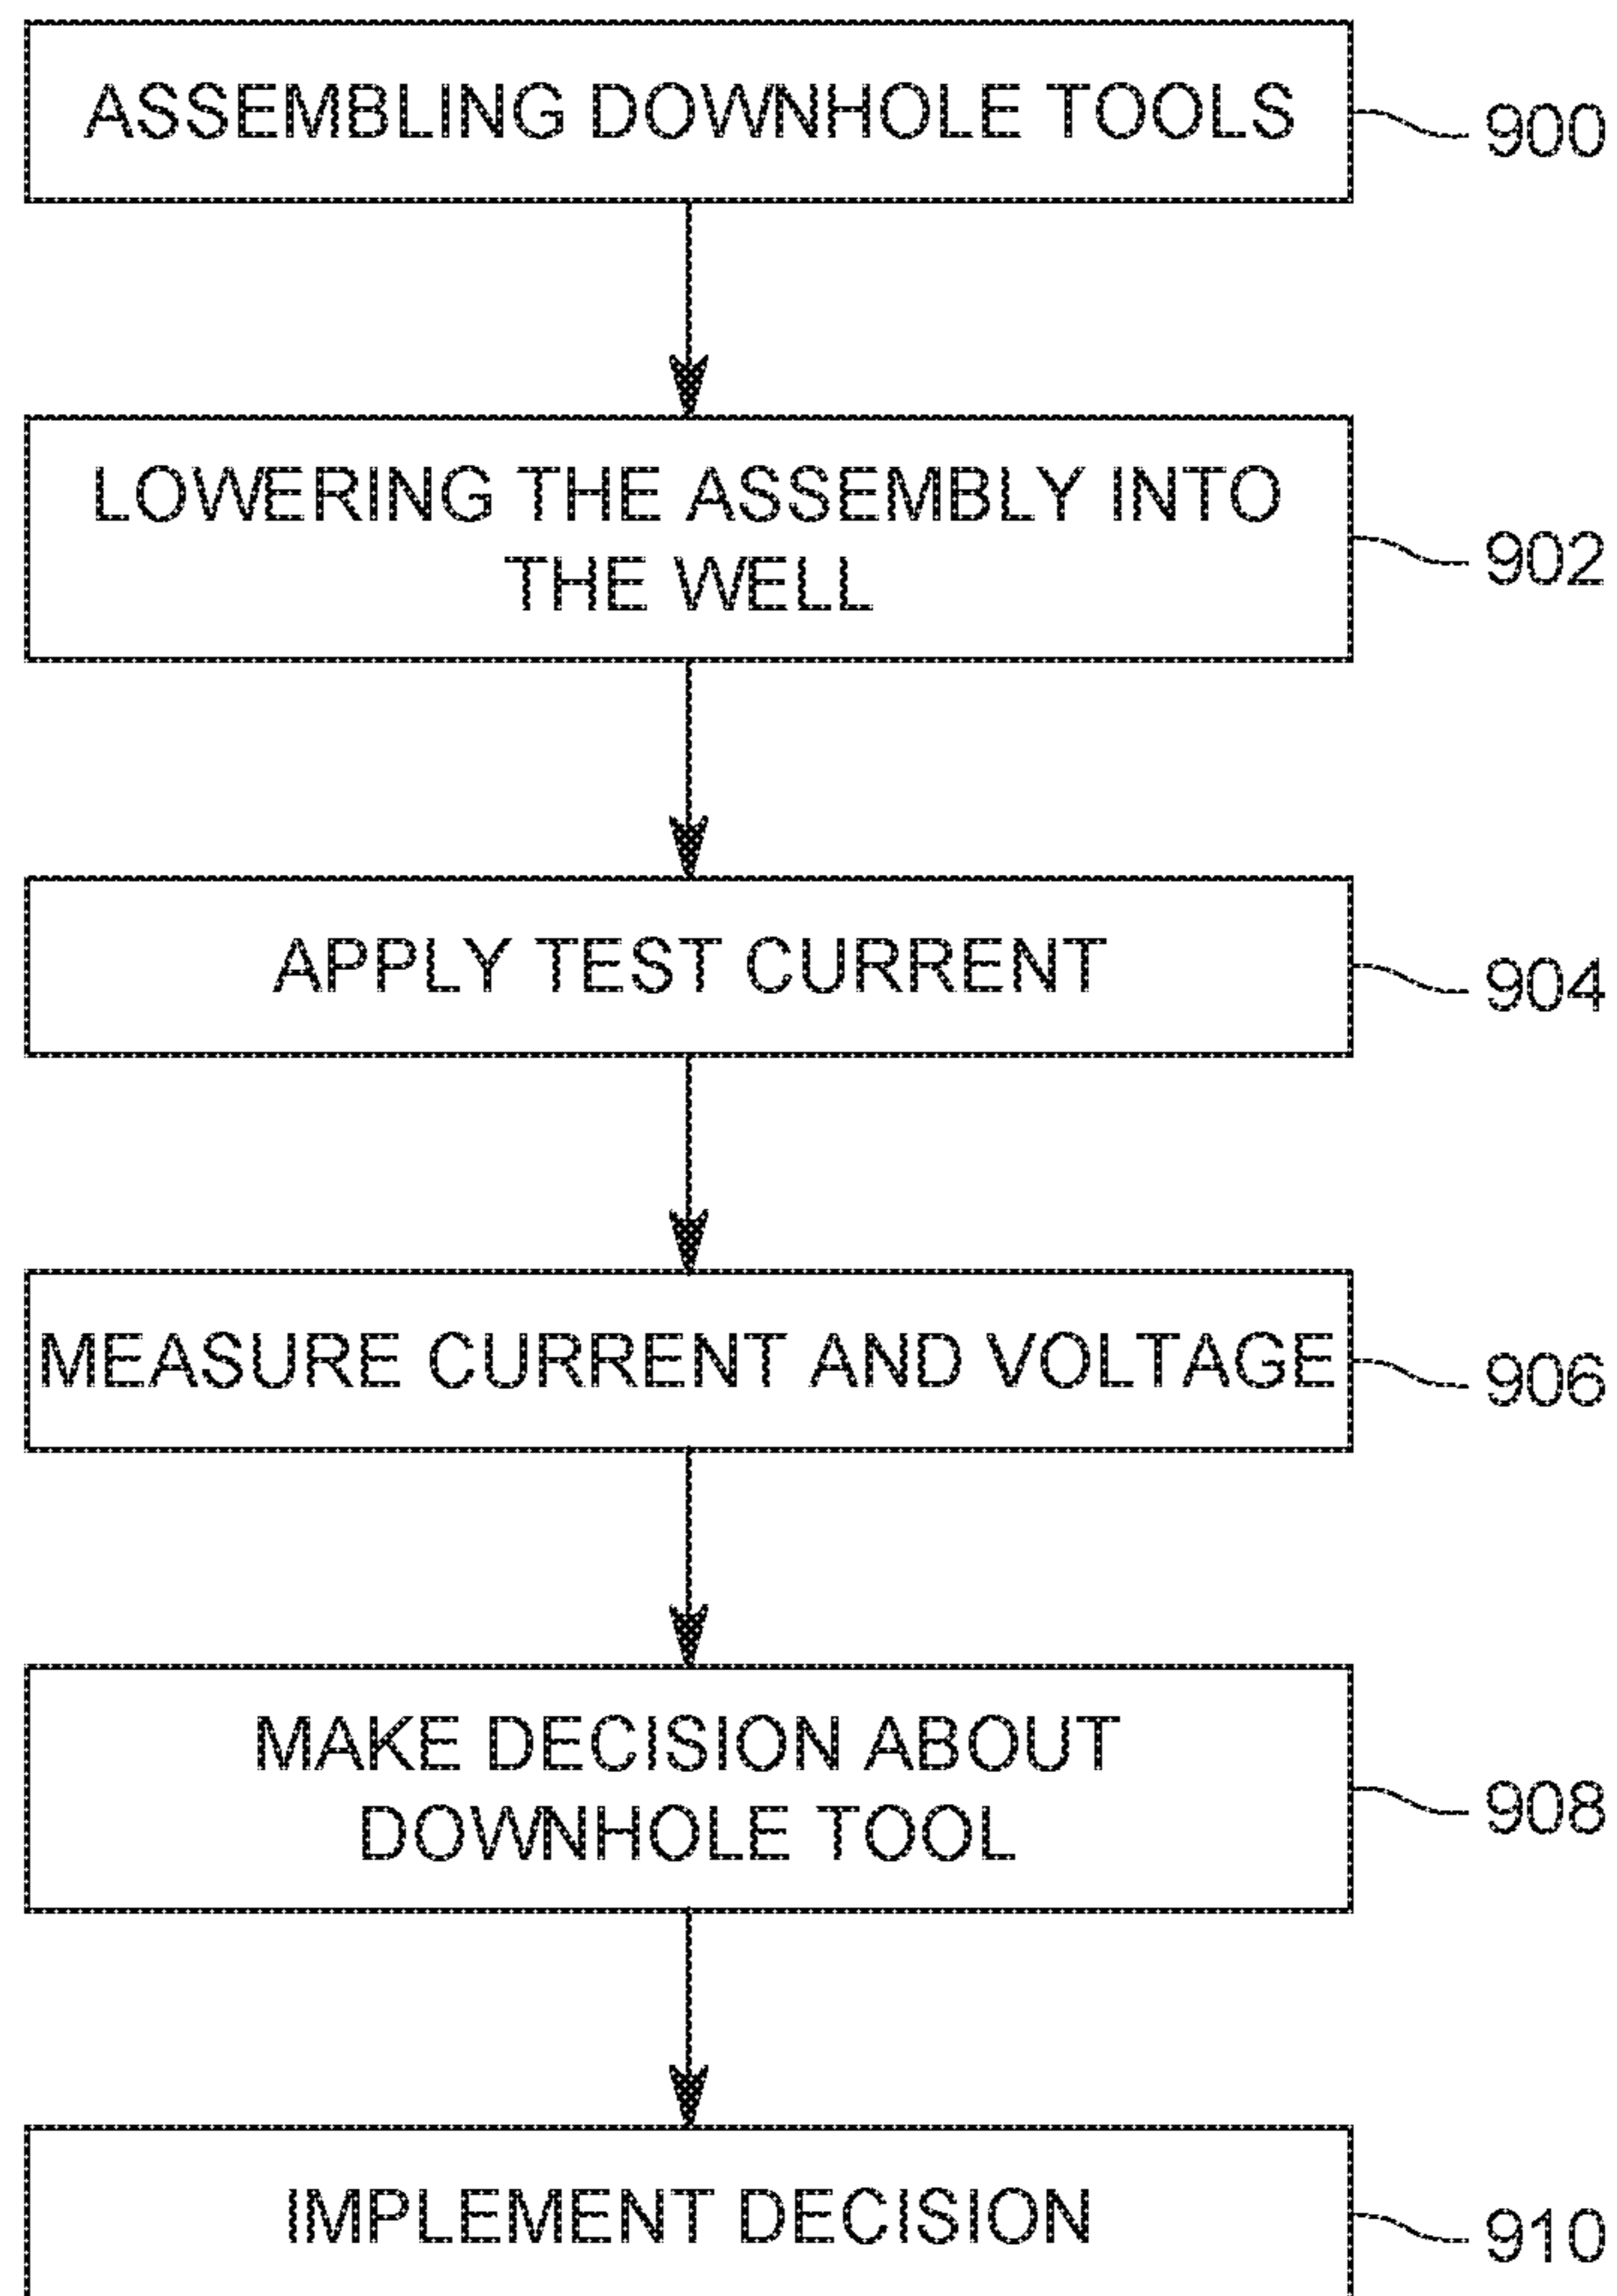 ASSEMBLING DOWNHOLE TOOLS
900
LOWERING THE ASSEMBLY INTO
THE WELL
902
APPLY TEST CURRENT
904
MEASURE CURRENT AND VOLTAGE
906
MAKE DECISION ABOUT
DOWNHOLE TOOL
908
IMPLEMENT DECISION
910